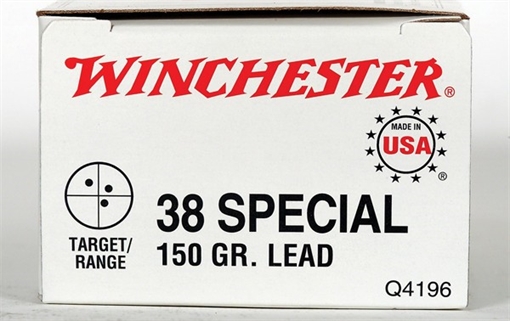 WINCHESTER®
MADE IN
USA
®
38 SPECIAL
TARGET/
RANGE
150 GR. LEAD
Q4196